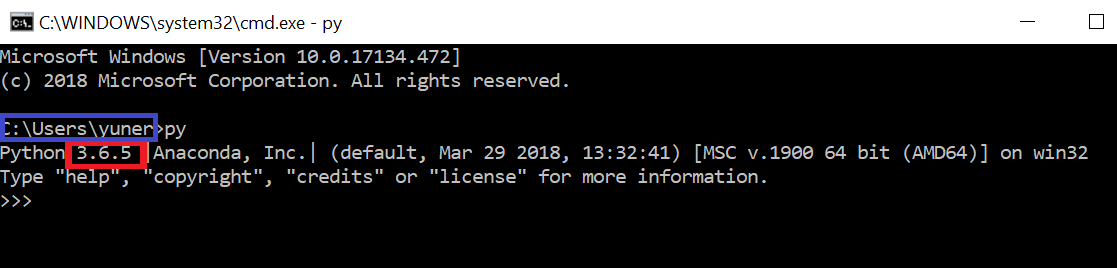 C:\WINDOWS\system32\cmd.exe - py
Microsoft Windows [Version 10.0.17134.472]
(c) 2018 Microsoft Corporation. All rights reserved.
C:\Users\yuner>py
Python 3.6.5 |Anaconda, Inc.| (default, Mar 29 2018, 13:32:41) [MSC v.1900 64 bit (AMD64)] on win32
Type "help", "copyright", "credits" or "license" for more information.
>>>